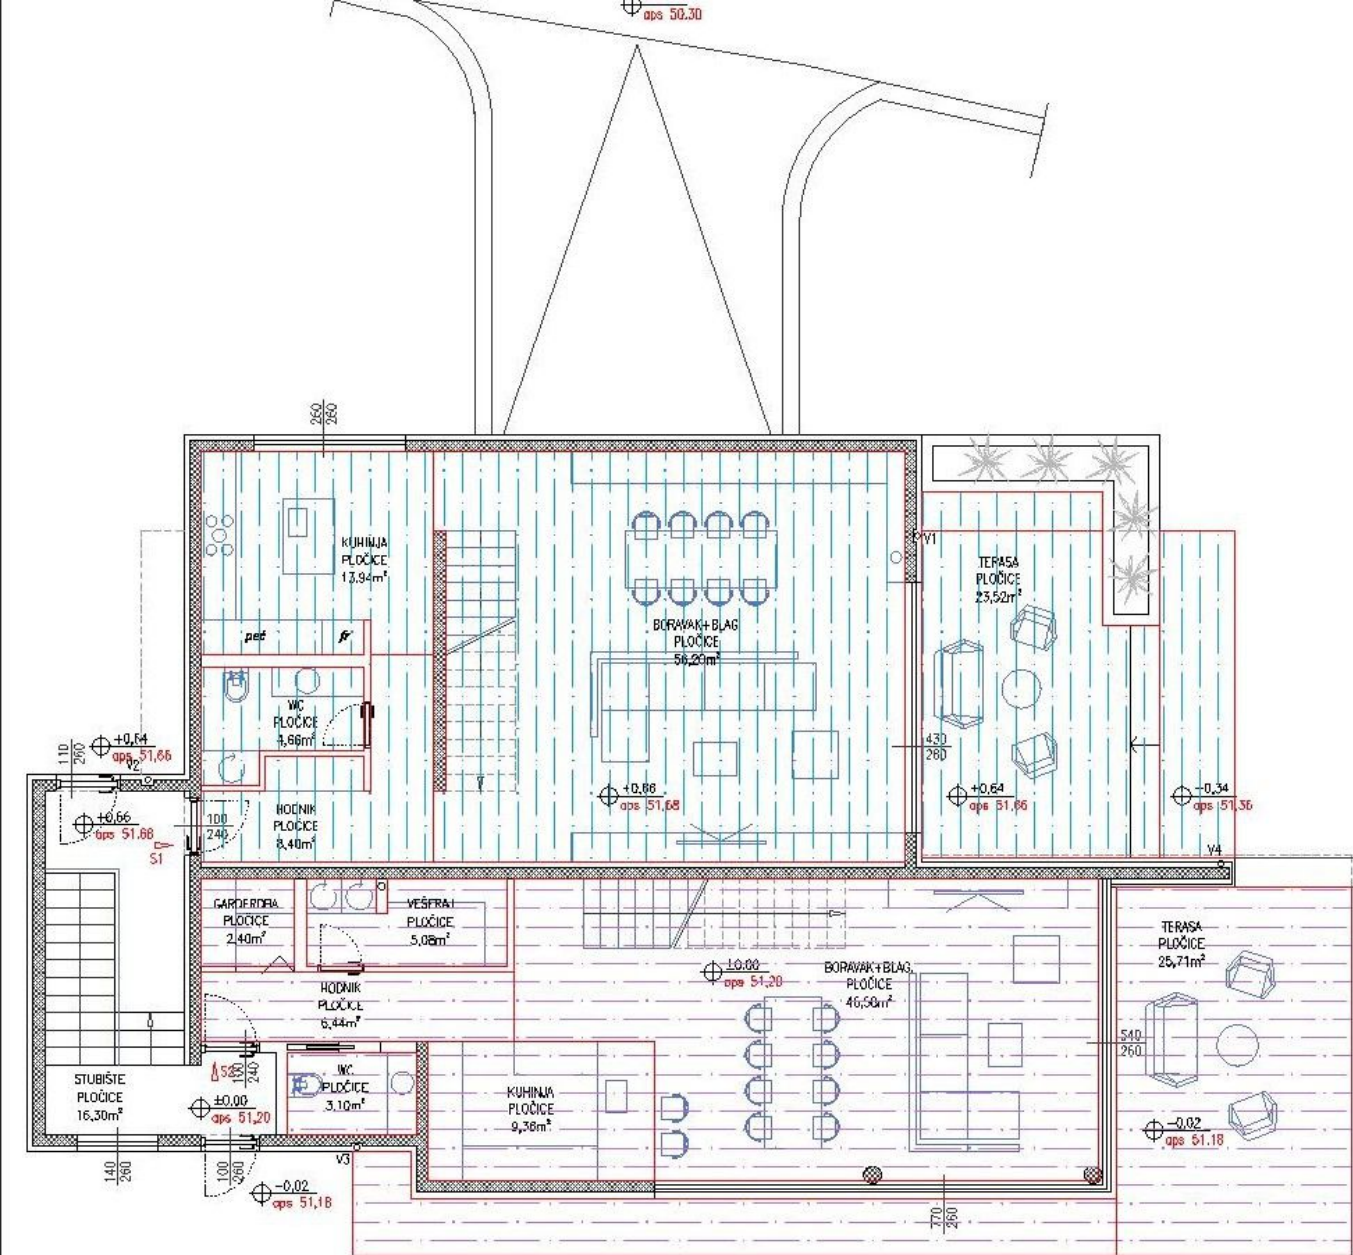 aps 50.30
260
260
KUHINJA
PLOČICE
13,94m²
peć
fr
V1
TERASA
PLOČICE
23,52m²
BORAVAK+BLAG
PLOČICE
56,20m²
WC
PLOČICE
4,66m²
110
260
+0,64
aps 51,66
V2
430
260
+0,66
aps 51,68
+0,64
aps 51,66
-0,34
aps 51,36
HODNIK
PLOČICE
8,40m²
+0,66
aps 51.68
S1
100
240
V4
GARDEROBA
PLOČICE
2,40m²
VEŠERAJ
PLOČICE
5,08m²
TERASA
PLOČICE
25,71m²
±0.00
aps 51,20
BORAVAK+BLAG.
PLOČICE
HODNIK
PLOČICE
6,44m²
540
260
STUBIŠTE
PLOČICE
16,30m²
S2
240
WC
PLOČICE
3,10m²
±0.00
aps 51,20
KUHINJA
PLOČICE
9,36m²
-0,02
aps 51.18
V3
140
260
100
260
-0,02
aps 51,18
770
260